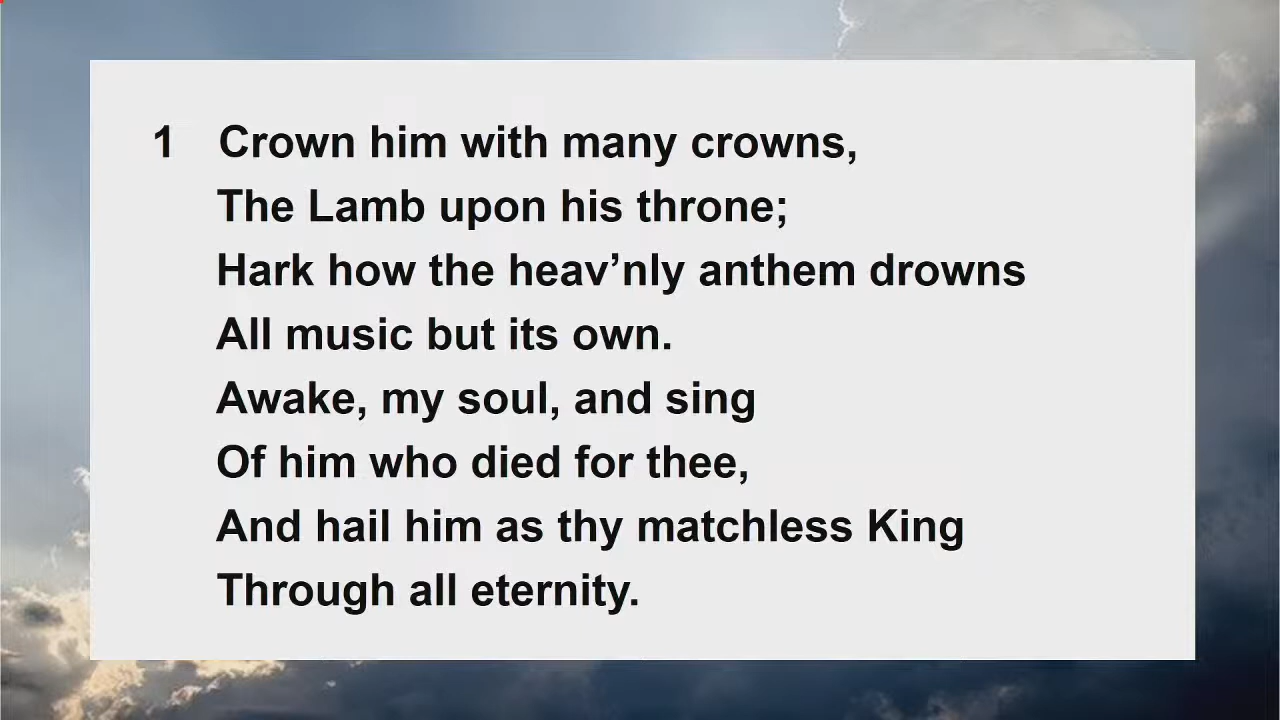 1 Crown him with many crowns,
The Lamb upon his throne;
Hark how the heav’nly anthem drowns
All music but its own.
Awake, my soul, and sing
Of him who died for thee,
And hail him as thy matchless King
Through all eternity.